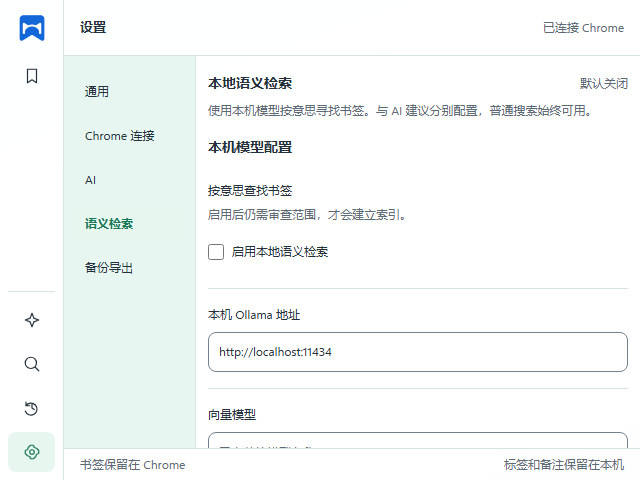 设置
已连接 Chrome
通用
Chrome 连接
AI
语义检索
备份导出
本地语义检索
默认关闭
使用本机模型按意思寻找书签。与 AI 建议分别配置，普通搜索始终可用。
本机模型配置
按意思查找书签
启用后仍需审查范围，才会建立索引。
启用本地语义检索
本机 Ollama 地址
http://localhost:11434
向量模型
书签保留在 Chrome
标签和备注保留在本机